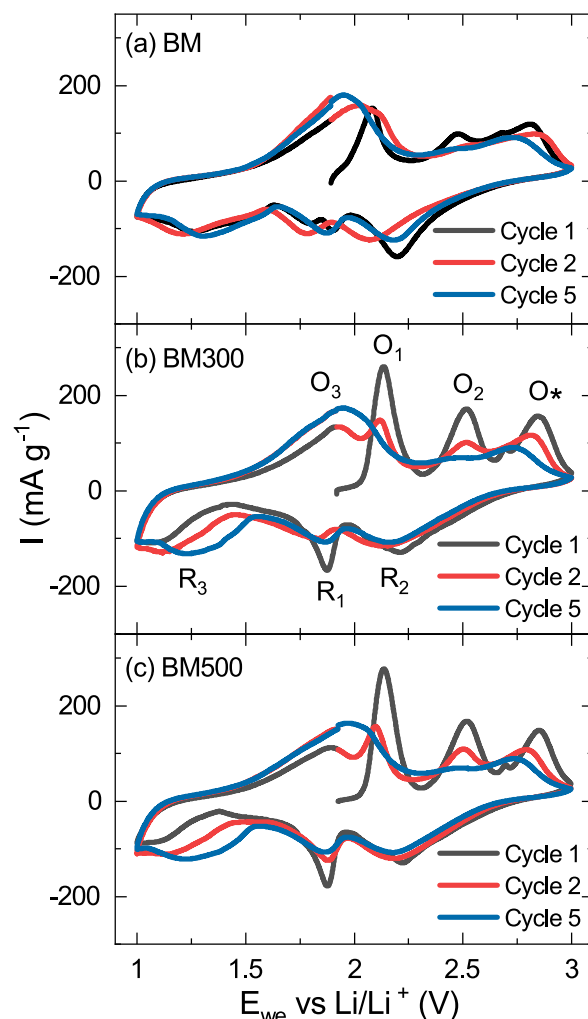 (a) BM
200
0
-200
Cycle 1
Cycle 2
Cycle 5
(b) BM300
O₁
O₃
O₂
O*
200
0
-200
R₃
R₁
R₂
Cycle 1
Cycle 2
Cycle 5
I (mA g⁻¹)
(c) BM500
200
0
-200
Cycle 1
Cycle 2
Cycle 5
1 1.5 2 2.5 3
E_we vs Li/Li⁺ (V)